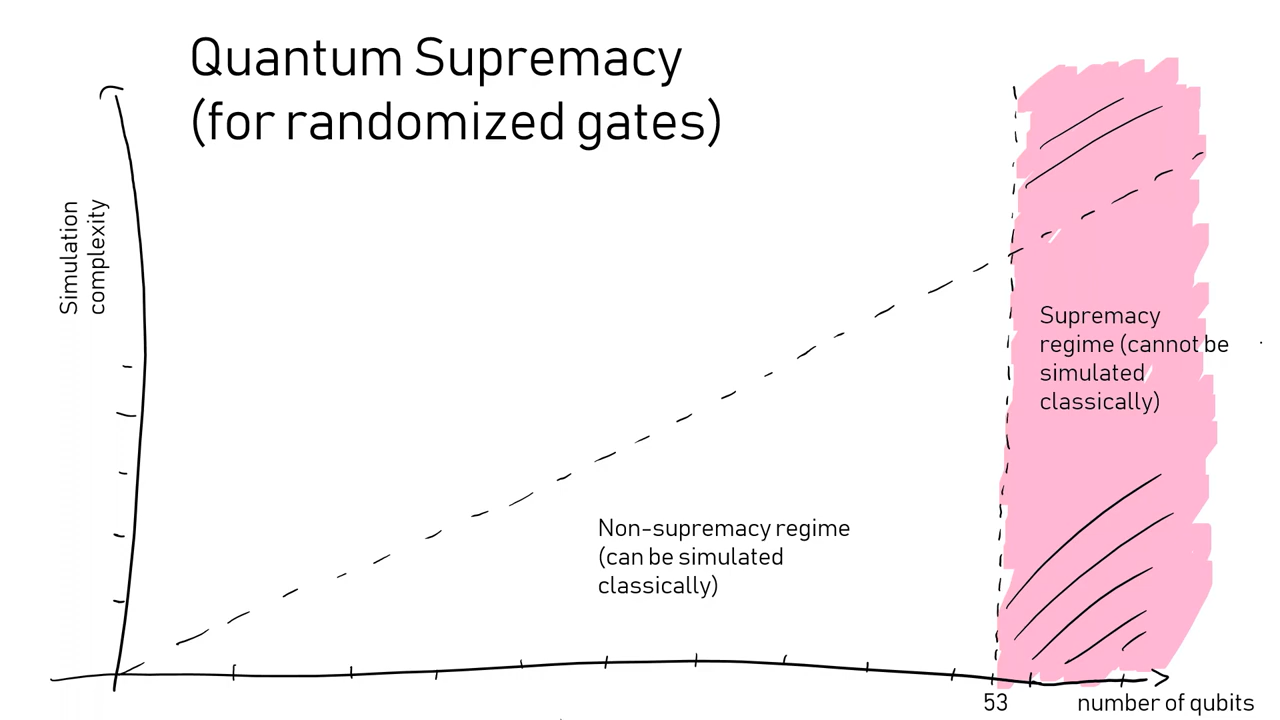 Quantum Supremacy
(for randomized gates)
Simulation
complexity
Supremacy
regime (cannot be
simulated
classically)
Non-supremacy regime
(can be simulated
classically)
53
number of qubits